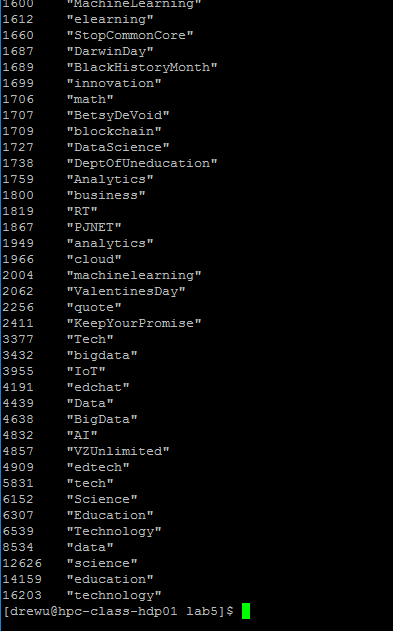 1600    "MachineLearning"
1612    "elearning"
1660    "StopCommonCore"
1687    "DarwinDay"
1689    "BlackHistoryMonth"
1699    "innovation"
1706    "math"
1707    "BetsyDeVoid"
1709    "blockchain"
1727    "DataScience"
1738    "DeptOfUneducation"
1759    "Analytics"
1800    "business"
1819    "RT"
1867    "PJNET"
1949    "analytics"
1966    "cloud"
2004    "machinelearning"
2062    "ValentinesDay"
2256    "quote"
2411    "KeepYourPromise"
3377    "Tech"
3432    "bigdata"
3955    "IoT"
4191    "edchat"
4439    "Data"
4638    "BigData"
4832    "AI"
4857    "VZUnlimited"
4909    "edtech"
5831    "tech"
6152    "Science"
6307    "Education"
6539    "Technology"
8534    "data"
12626   "science"
14159   "education"
16203   "technology"
[drewu@hpc-class-hdp01 lab5]$